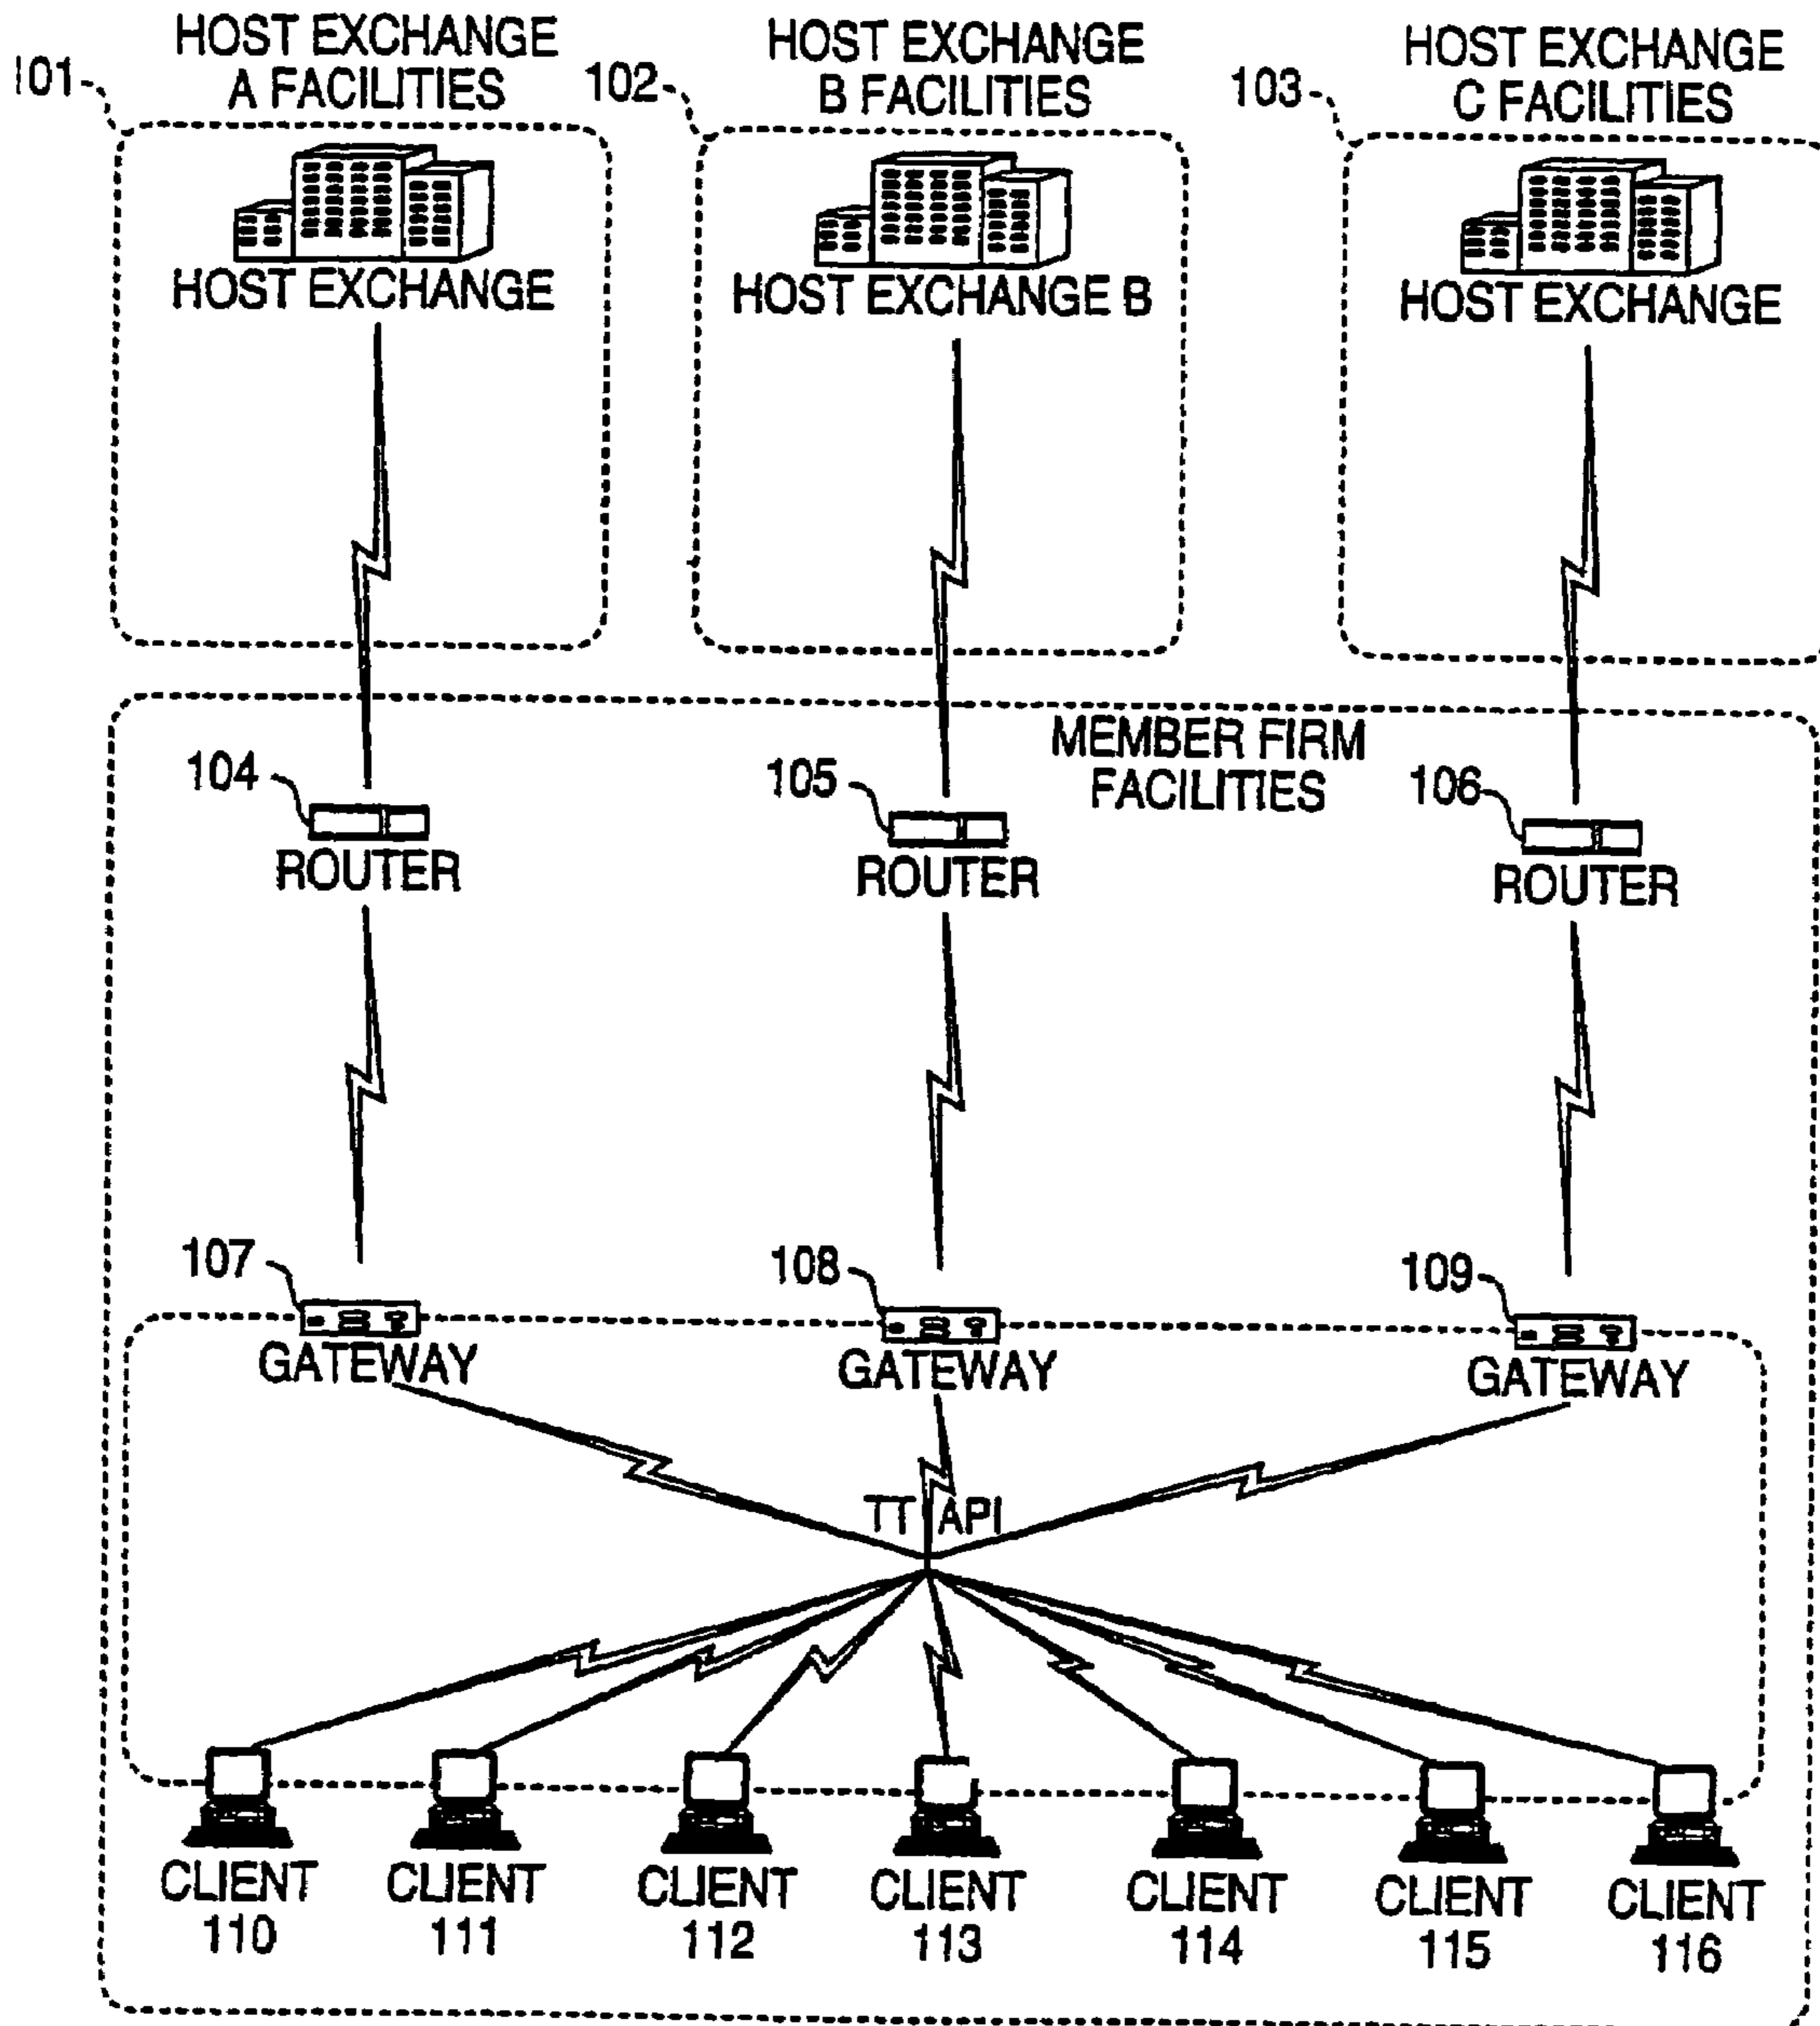 HOST EXCHANGE
A FACILITIES
101
HOST EXCHANGE
B FACILITIES
102
HOST EXCHANGE
C FACILITIES
103
HOST EXCHANGE
HOST EXCHANGE B
HOST EXCHANGE
MEMBER FIRM
FACILITIES
104
ROUTER
105
ROUTER
106
ROUTER
107
GATEWAY
108
GATEWAY
109
GATEWAY
TT API
CLIENT
110
CLIENT
111
CLIENT
112
CLIENT
113
CLIENT
114
CLIENT
115
CLIENT
116